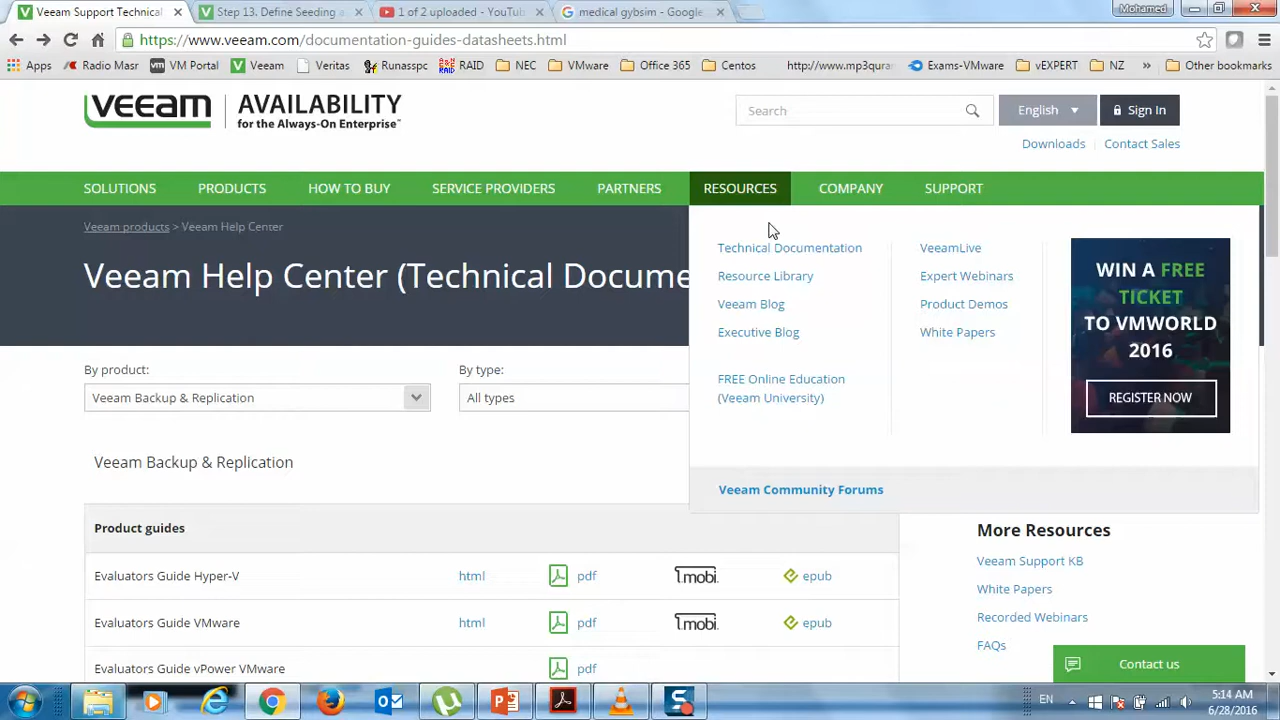 Veeam Support Technical
Step 13. Define Seeding a
1 of 2 uploaded - YouTub
medical gybsim - Google
Mohamed
https://www.veeam.com/documentation-guides-datasheets.html
Apps
Radio Masr
VM Portal
Veeam
Veritas
Runasspc
RAID
NEC
VMware
Office 365
Centos
http://www.mp3qura
Exams-VMware
vEXPERT
NZ
»
Other bookmarks
veeam
AVAILABILITY
for the Always-On Enterprise™
Search
English
Sign In
Downloads
Contact Sales
SOLUTIONS
PRODUCTS
HOW TO BUY
SERVICE PROVIDERS
PARTNERS
RESOURCES
COMPANY
SUPPORT
Veeam products > Veeam Help Center
Veeam Help Center (Technical Docume
Technical Documentation
Resource Library
Veeam Blog
Executive Blog
FREE Online Education
(Veeam University)
VeeamLive
Expert Webinars
Product Demos
White Papers
WIN A FREE
TICKET
TO VMWORLD
2016
REGISTER NOW
Veeam Community Forums
By product:
Veeam Backup & Replication
By type:
All types
Veeam Backup & Replication
Product guides
Evaluators Guide Hyper-V html pdf mobi epub
Evaluators Guide VMware html pdf mobi epub
Evaluators Guide vPower VMware pdf
More Resources
Veeam Support KB
White Papers
Recorded Webinars
FAQs
Contact us
EN
5:14 AM
6/28/2016